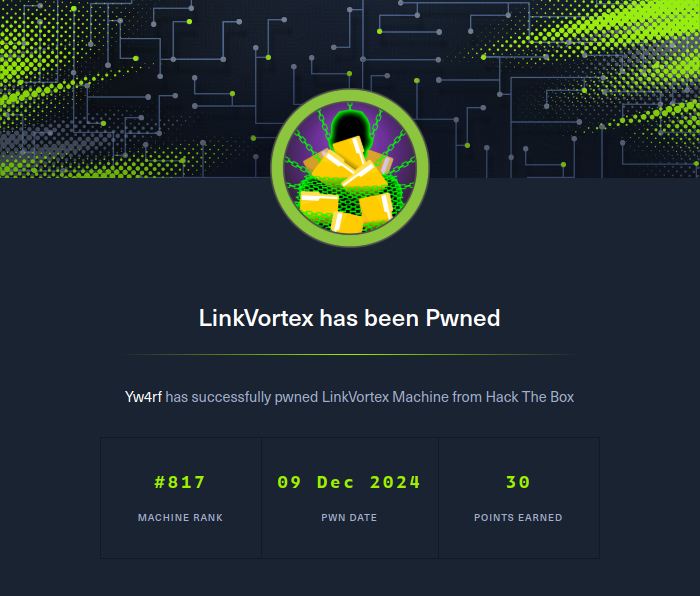 LinkVortex has been Pwned
Yw4rf has successfully pwned LinkVortex Machine from Hack The Box
#817 09 Dec 2024 30
MACHINE RANK PWN DATE POINTS EARNED